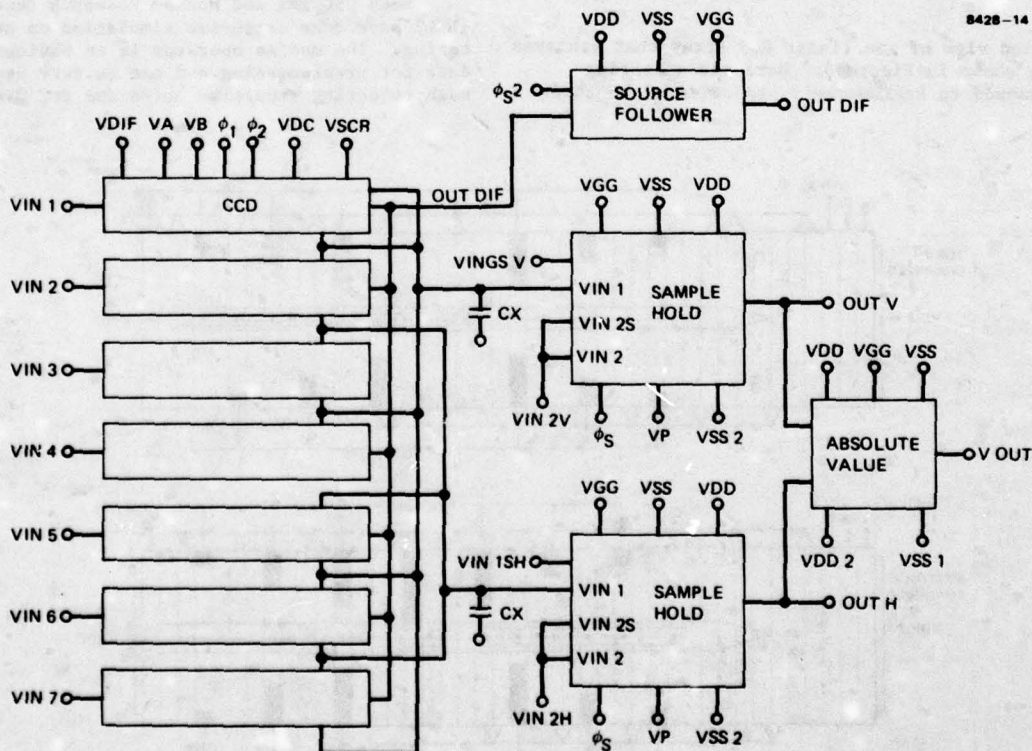 8428-14
VDD VSS VGG
ϕS2
SOURCE FOLLOWER
OUT DIF
VDIF VA VB ϕ1 ϕ2 VDC VSCR
VIN 1
CCD
OUT DIF
VGG VSS VDD
VINGS V
VIN 1
SAMPLE HOLD
VIN 2S
VIN 2
OUT V
CX
VIN 2V
ϕS VP VSS 2
VIN 2
VIN 3
VIN 4
VIN 5
VIN 6
VIN 7
VDD VGG VSS
ABSOLUTE VALUE
V OUT
VDD 2 VSS 1
VGG VSS VDD
VIN 1SH
VIN 1
SAMPLE HOLD
VIN 2S
VIN 2
OUT H
CX
VIN 2H
ϕS VP VSS 2